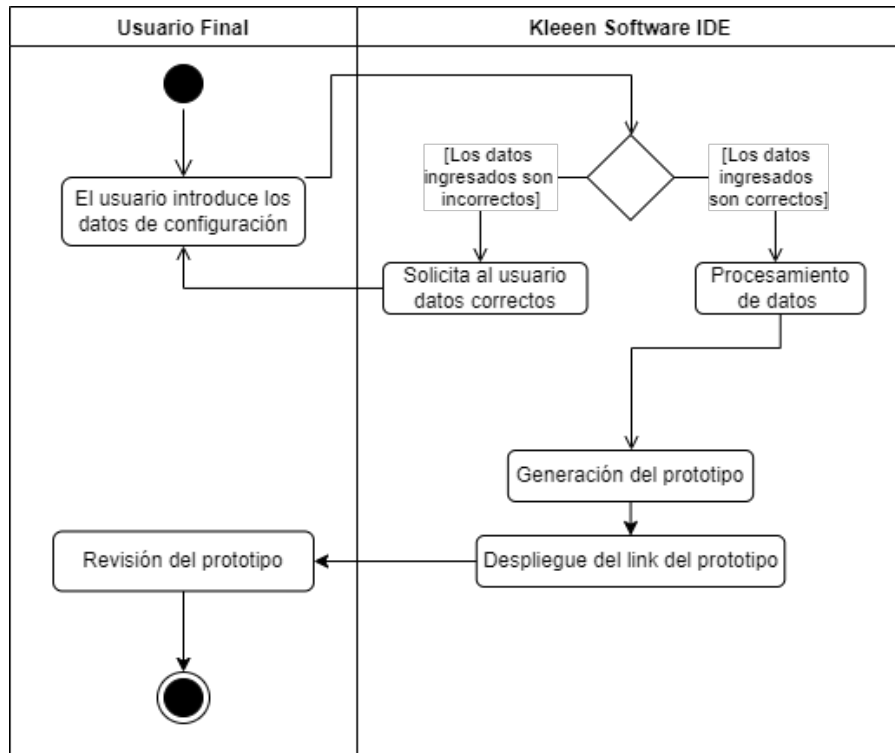 Usuario Final
Kleeen Software IDE
[Los datos
ingresados son
incorrectos]
[Los datos
ingresados
son correctos]
El usuario introduce los
datos de configuración
Solicita al usuario
datos correctos
Procesamiento
de datos
Generación del prototipo
Revisión del prototipo
Despliegue del link del prototipo